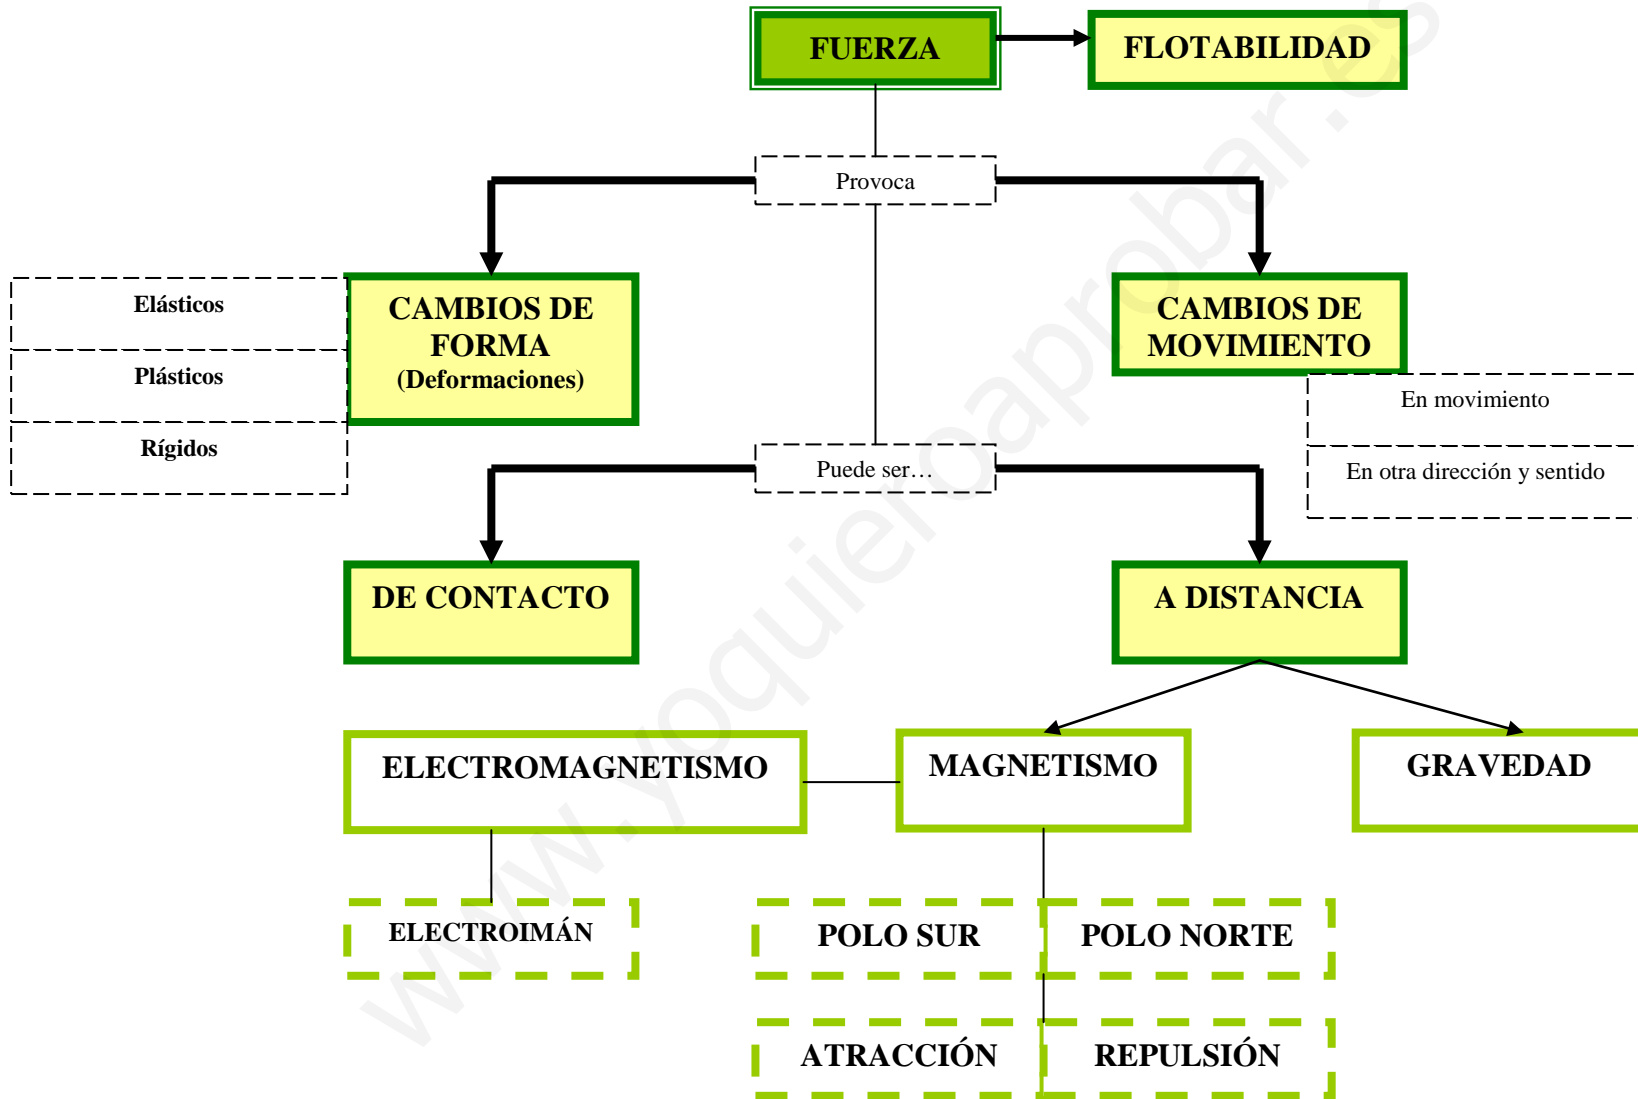 FUERZA
FLOTABILIDAD
Provoca
Elásticos
Plásticos
Rígidos
CAMBIOS DE
FORMA
(Deformaciones)
CAMBIOS DE
MOVIMIENTO
En movimiento
En otra dirección y sentido
Puede ser…
DE CONTACTO
A DISTANCIA
ELECTROMAGNETISMO
MAGNETISMO
GRAVEDAD
ELECTROIMÁN
POLO SUR
POLO NORTE
ATRACCIÓN
REPULSIÓN
www.yoquieroaprobar.es